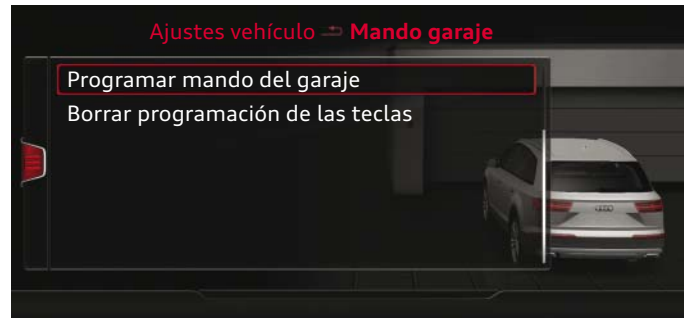 Ajustes vehículo Mando garaje
Programar mando del garaje
Borrar programación de las teclas